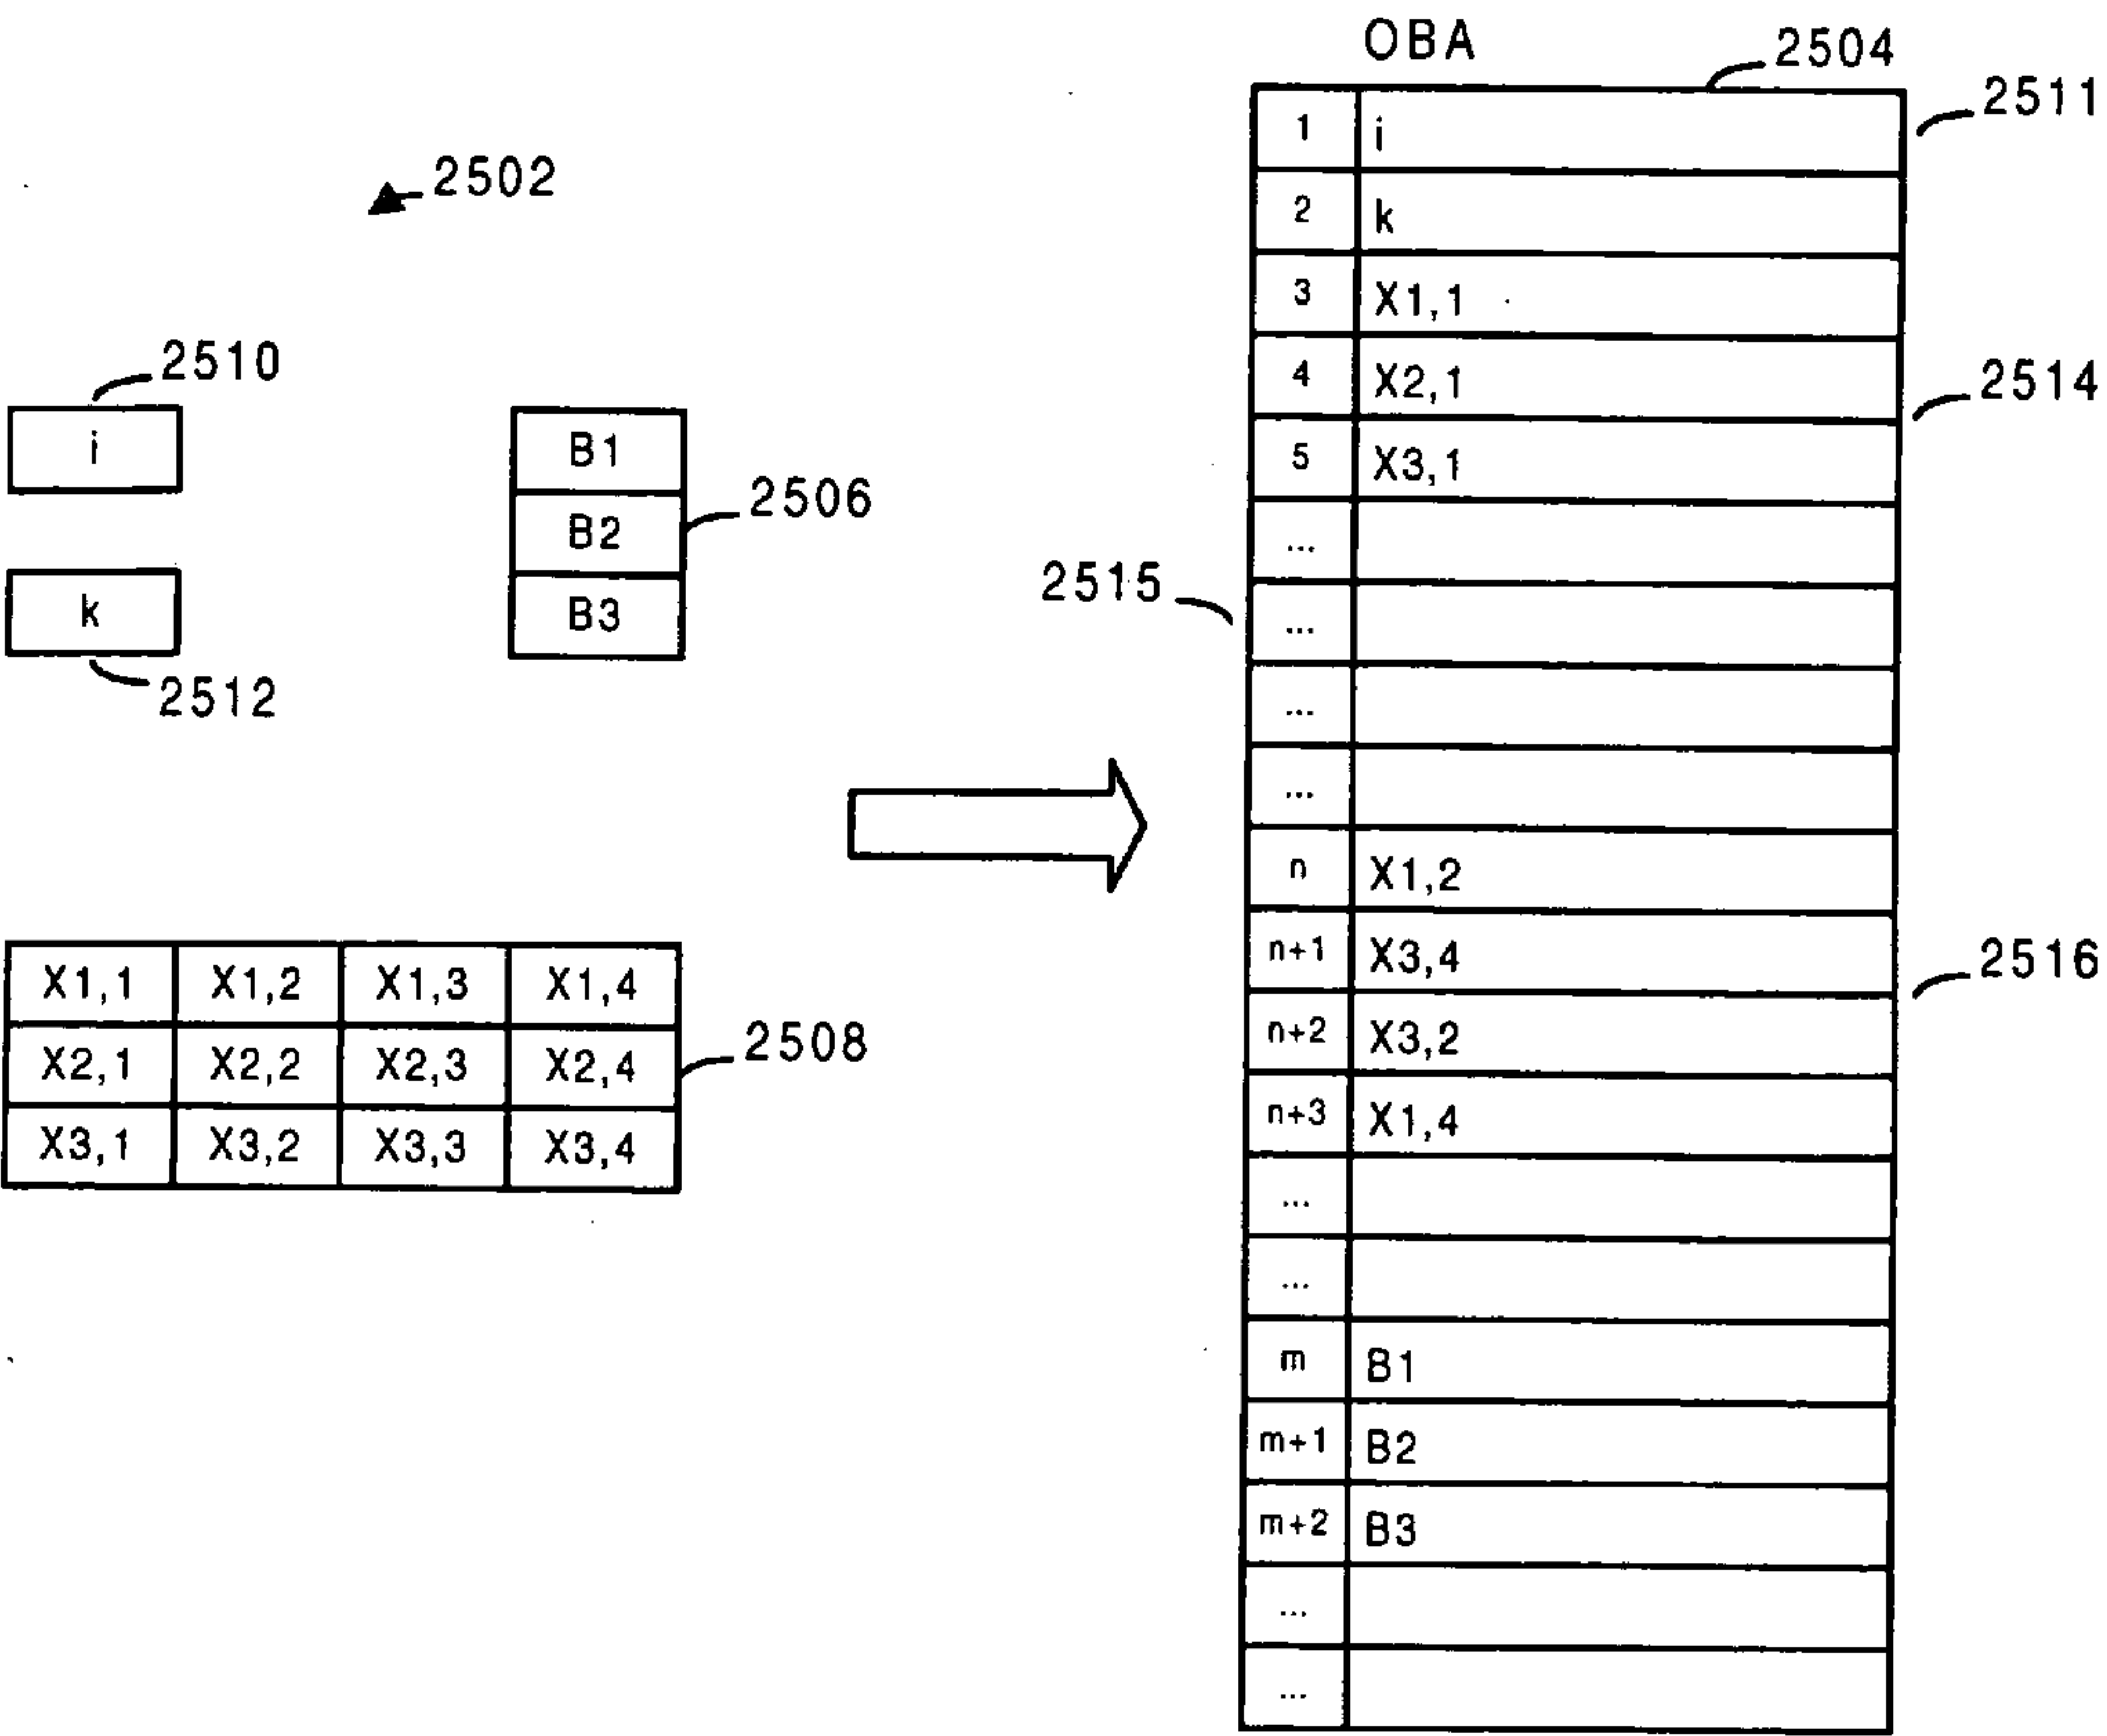 OBA
2504
2511
2502
2510
i
k
2512
B1
B2
B3
2506
X1,1 X1,2 X1,3 X1,4
X2,1 X2,2 X2,3 X2,4
X3,1 X3,2 X3,3 X3,4
2508
1 i
2 k
3 X1,1
4 X2,1
5 X3,1
...
...
...
...
n X1,2
n+1 X3,4
n+2 X3,2
n+3 X1,4
...
...
m B1
m+1 B2
m+2 B3
...
...
2514
2515
2516